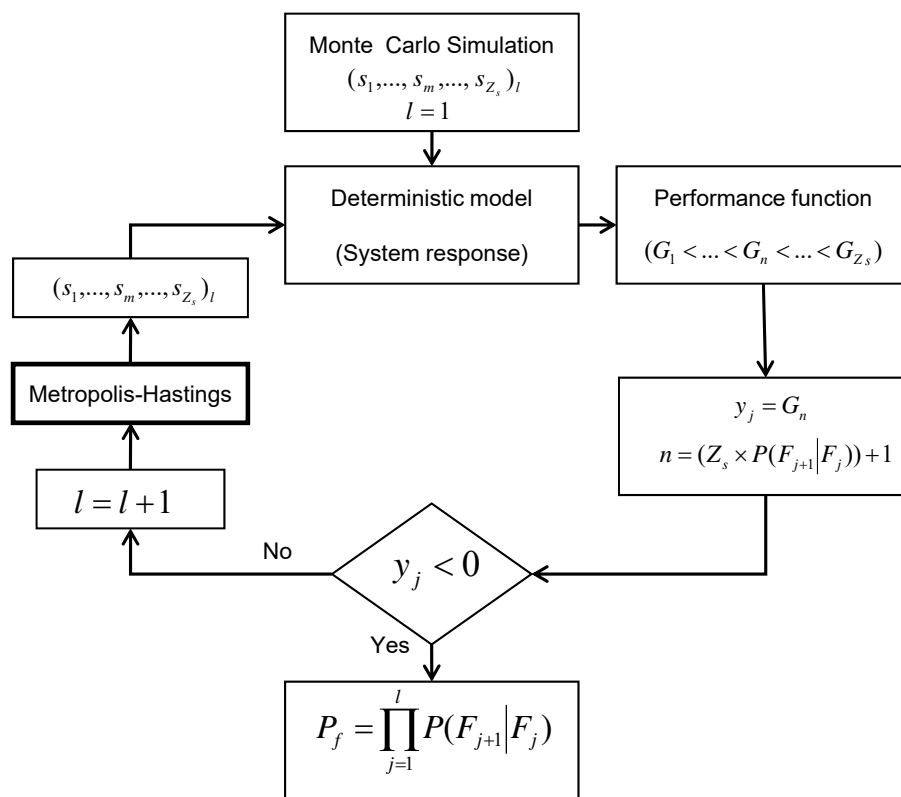 Monte Carlo Simulation
(s_1,..., s_m,..., s_{Z_s})_l
l = 1
Deterministic model
(System response)
Performance function
(G_1 < ... < G_n < ... < G_{Zs})
(s_1,..., s_m,..., s_{Z_s})_l
Metropolis-Hastings
y_j = G_n
n = (Z_s × P(F_{j+1}|F_j)) + 1
l = l + 1
No
y_j < 0
Yes
P_f = ∏_{j=1}^{l} P(F_{j+1}|F_j)